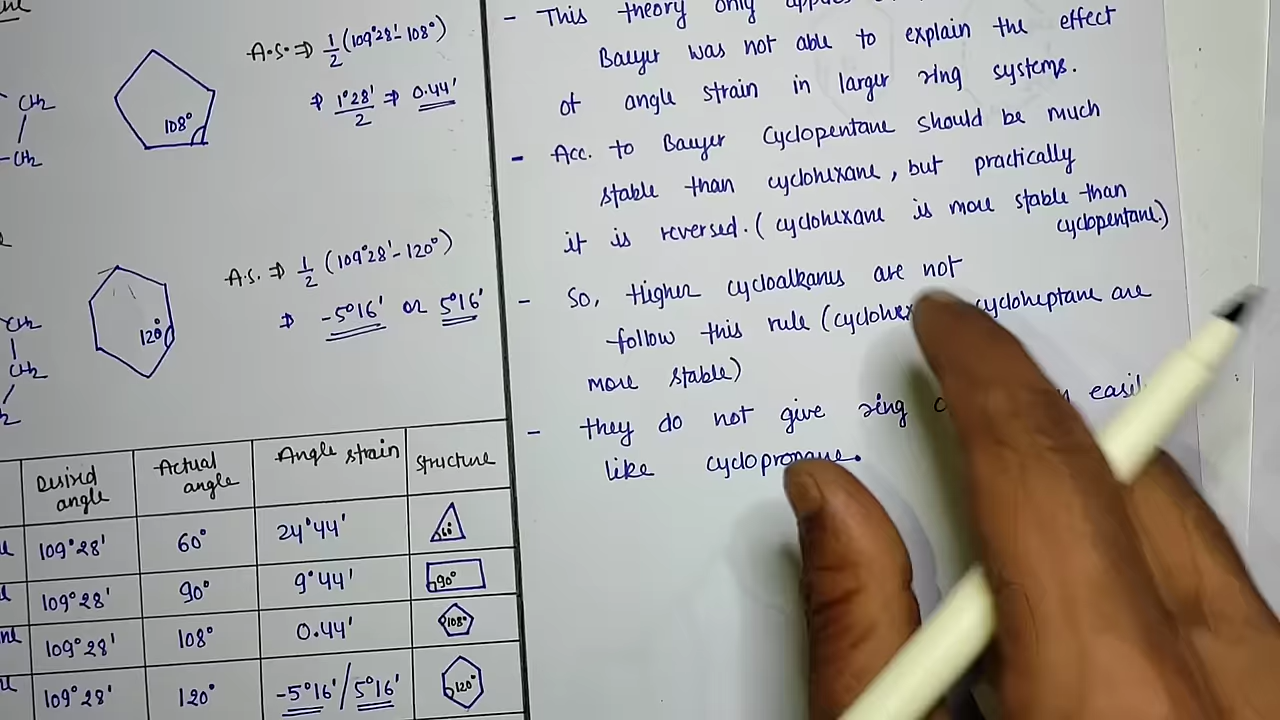 A.S. ⇒ 1/2 (109°28'- 108°)
⇒ 1°28'/2 ⇒ 0.44'
CH2
-CH2
108°
A.S. ⇒ 1/2 (109°28'- 120°)
⇒ -5°16' or 5°16'
120°
CH2
CH2
Desired angle Actual angle Angle strain structure
109°28' 60° 24°44' 60°
109°28' 90° 9°44' 90°
109°28' 108° 0.44' 108°
109°28' 120° -5°16'/5°16' 120°
- This theory only
Baeyer was not able to explain the effect
of angle strain in larger ring systems.
- Acc. to Baeyer Cyclopentane should be much
stable than cyclohexane, but practically
it is reversed. (cyclohexane is more stable than
cyclopentane.)
- So, Higher cycloalkanes are not
follow this rule (cycloheptane are
more stable)
- they do not give ring
like cyclopropane.